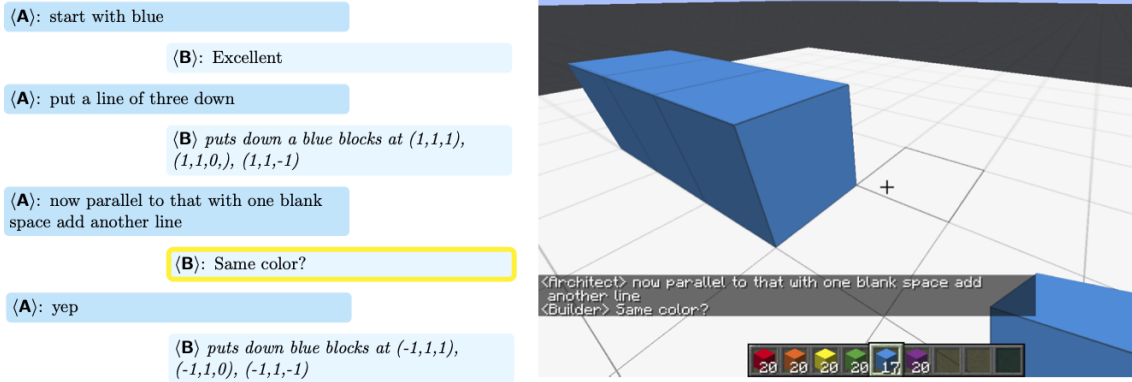 ⟨A⟩: start with blue
⟨B⟩: Excellent
⟨A⟩: put a line of three down
⟨B⟩ puts down a blue blocks at (1,1,1),
(1,1,0,), (1,1,-1)
⟨A⟩: now parallel to that with one blank
space add another line
⟨B⟩: Same color?
⟨A⟩: yep
⟨B⟩ puts down blue blocks at (-1,1,1),
(-1,1,0), (-1,1,-1)
<Architect> now parallel to that with one blank space add
another line
<Builder> Same color?
20 20 20 20 17 20